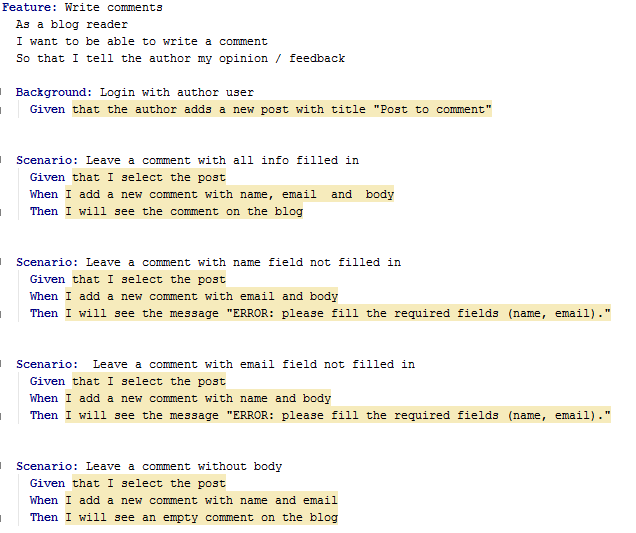 Feature: Write comments
As a blog reader
I want to be able to write a comment
So that I tell the author my opinion / feedback
Background: Login with author user
Given that the author adds a new post with title "Post to comment"
Scenario: Leave a comment with all info filled in
Given that I select the post
When I add a new comment with name, email  and  body
Then I will see the comment on the blog
Scenario: Leave a comment with name field not filled in
Given that I select the post
When I add a new comment with email and body
Then I will see the message "ERROR: please fill the required fields (name, email)."
Scenario:  Leave a comment with email field not filled in
Given that I select the post
When I add a new comment with name and body
Then I will see the message "ERROR: please fill the required fields (name, email)."
Scenario: Leave a comment without body
Given that I select the post
When I add a new comment with name and email
Then I will see an empty comment on the blog